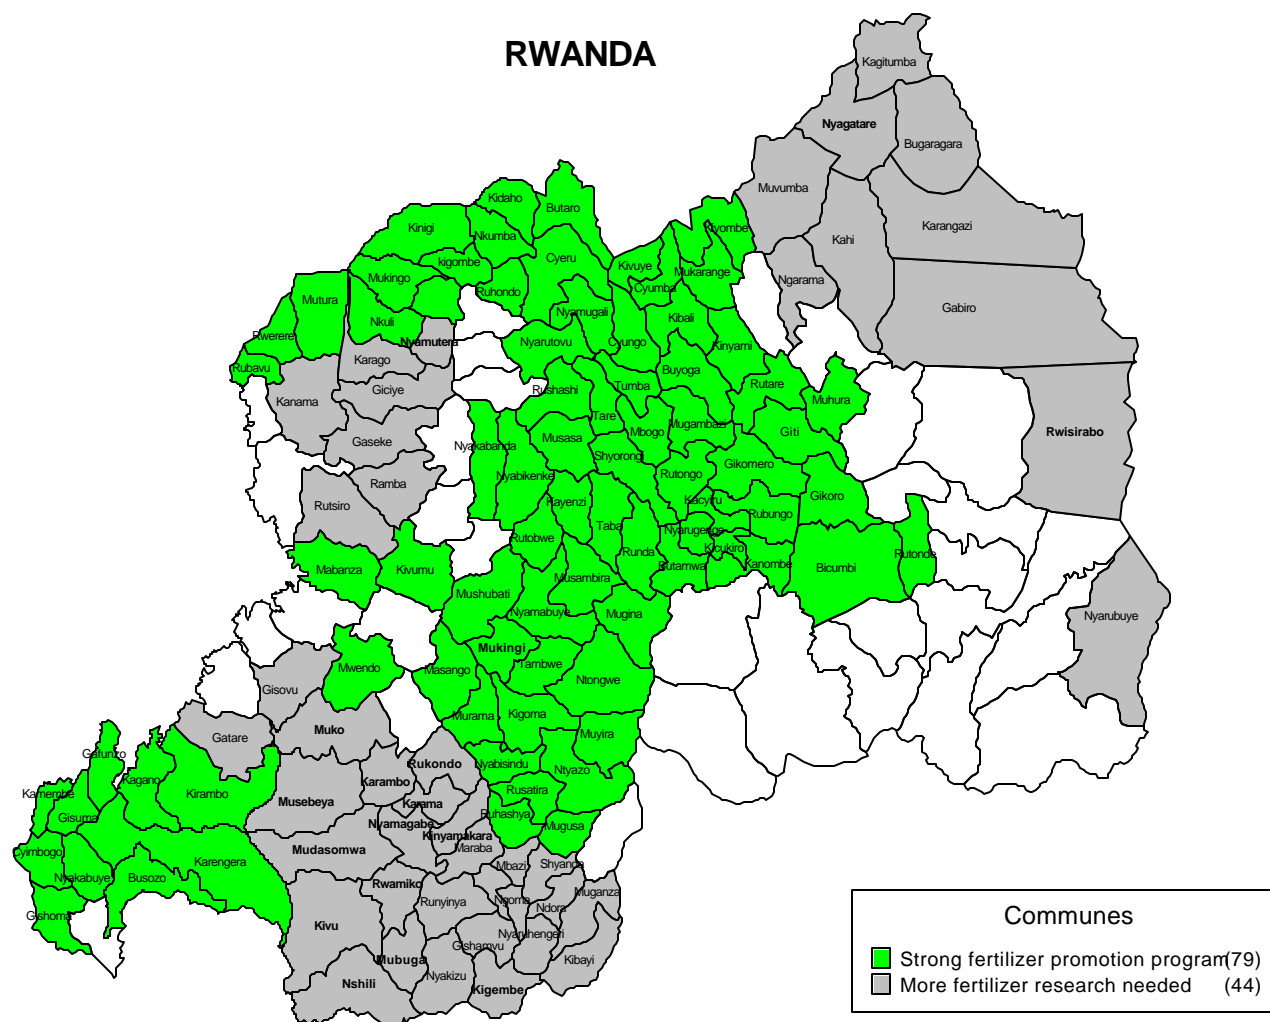 RWANDA
Kagitumba
Nyagatare
Bugaragara
Muvumba
Kidaho
Butaro
Kinigi
Nkumba
Kiyombe
Karangazi
Kahi
kigombe
Cyeru
Kivuye
Mukarange
Mukingo
Ruhondo
Cyumba
Ngarama
Mutura
Nyamugali
Gabiro
Nkuli
Kibali
Rwerere
Nyamutera
Nyarutovu
Cyungo
Kinyami
Karago
Rubavu
Buyoga
Giciye
Rushashi
Tumba
Rutare
Kanama
Muhura
Tare
Mugambazi
Giti
Rwisirabo
Gaseke
Nyakabanda
Musasa
Mbogo
Shyorongi
Gikomero
Ramba
Nyabikenke
Rutongo
Rutsiro
Kayenzi
Kacyiru
Gikoro
Taba
Nyarugenge
Rubungo
Rutobwe
Runda
Kicukiro
Rutonde
Mabanza
Kivumu
Butamwa
Kanombe
Bicumbi
Musambira
Mushubati
Nyamabuye
Mugina
Nyarubuye
Mukingi
Mwendo
Masango
Tambwe
Ntongwe
Gisovu
Murama
Kigoma
Muko
Muyira
Gatare
Gafunzo
Rukondo
Nyabisindu
Ntyazo
Kagano
Karambo
Kamembe
Kirambo
Musebeya
Rusatira
Karama
Gisuma
Ruhashya
Nyamagabe
Mugusa
Kinyamakara
Cyimbogo
Mudasomwa
Maraba
Karengera
Mbazi
Shyanda
Nyakabuye
Busozo
Rwamiko
Muganza
Runyinya
Ngoma
Ndora
Gishoma
Kivu
Nyaruhengeri
Gishamvu
Mubuga
Kibayi
Nyakizu
Nshili
Kigembe
Communes
Strong fertilizer promotion program(79)
More fertilizer research needed (44)